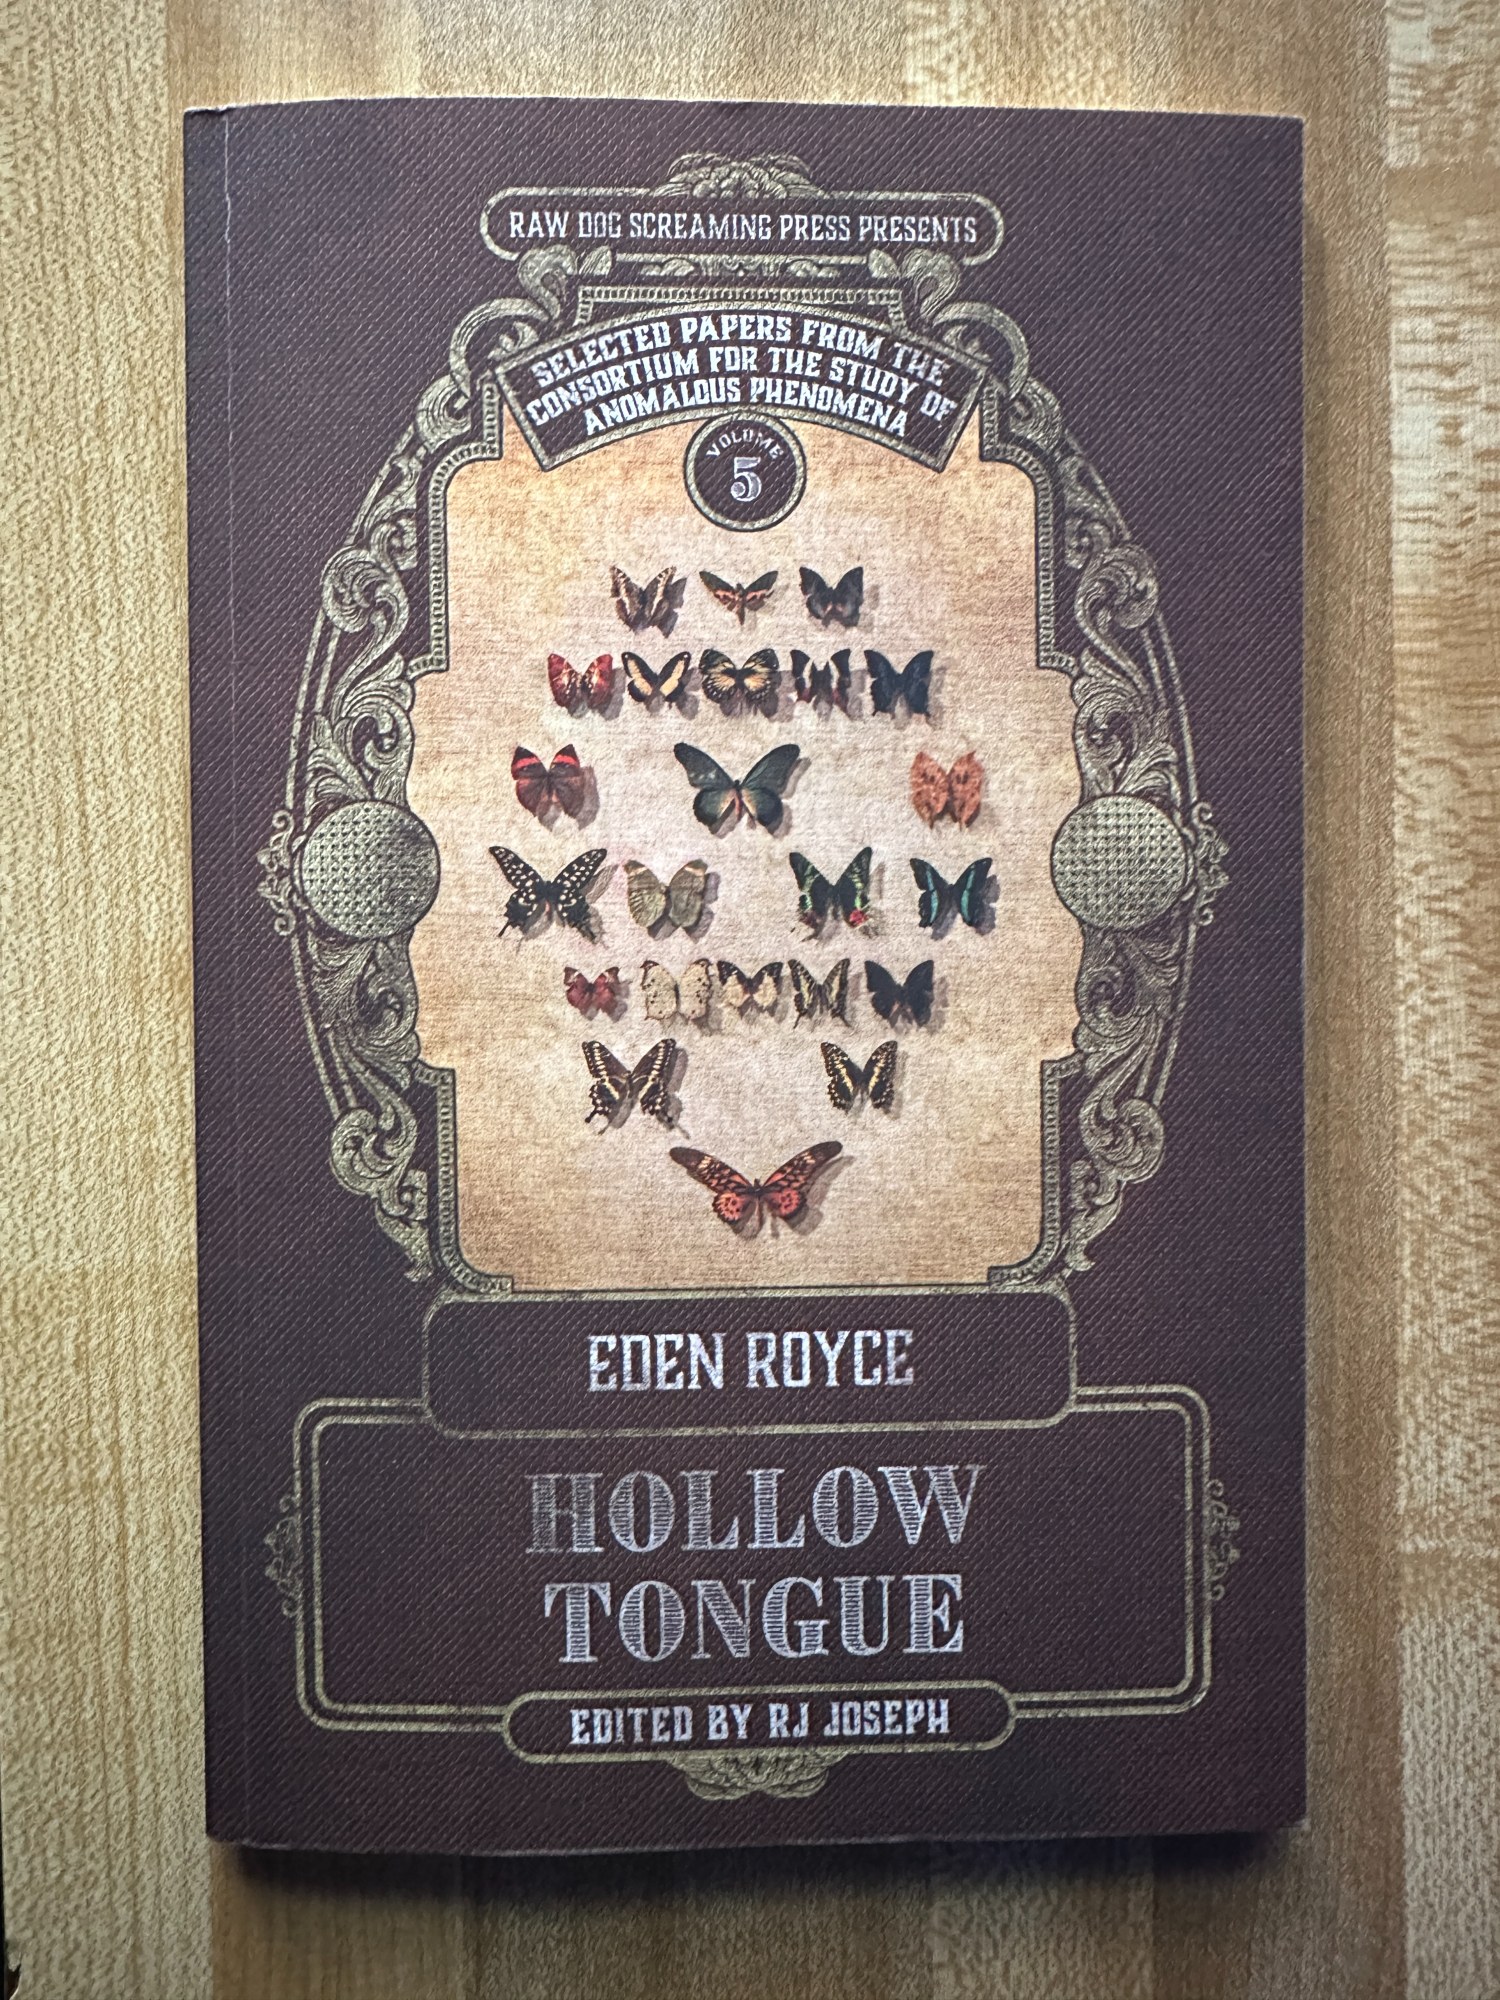 RAW DOG SCREAMING PRESS PRESENTS
SELECTED PAPERS FROM THE
CONSORTIUM FOR THE STUDY OF
ANOMALOUS PHENOMENA
VOLUME
5
EDEN ROYCE
HOLLOW
TONGUE
EDITED BY RJ JOSEPH